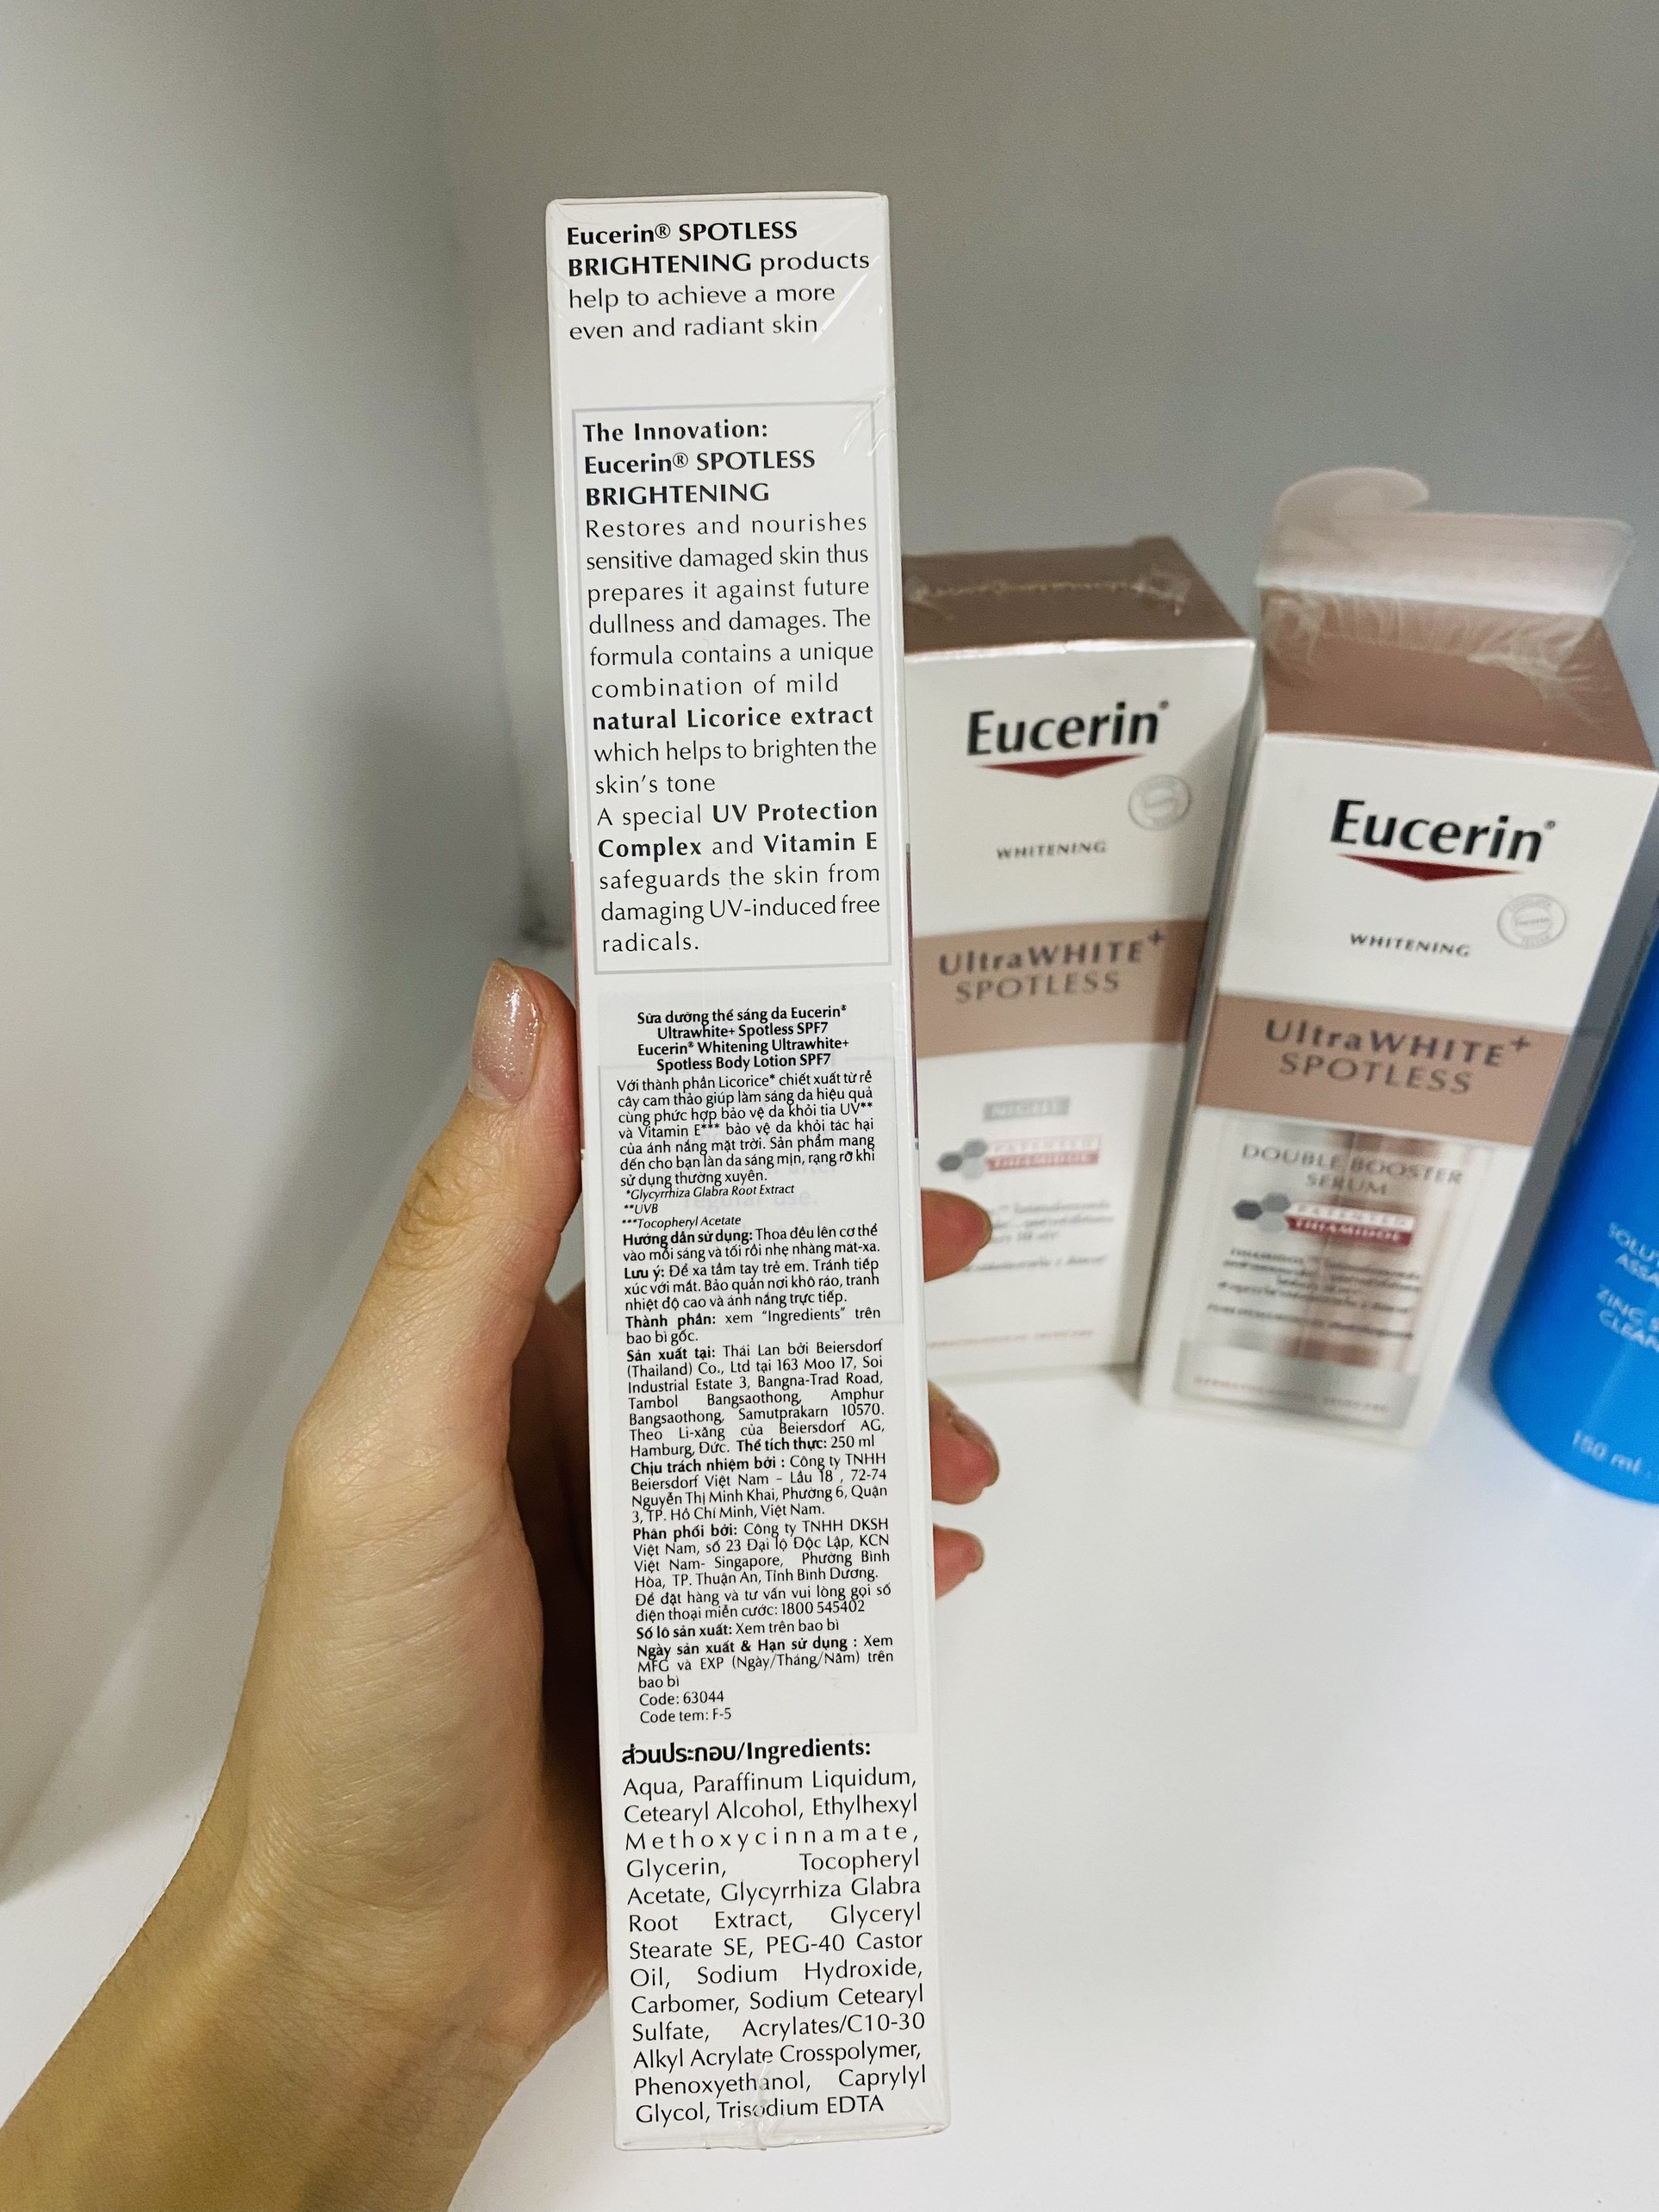 Eucerin® SPOTLESS
BRIGHTENING products
help to achieve a more
even and radiant skin
The Innovation:
Eucerin® SPOTLESS
BRIGHTENING
Restores and nourishes
sensitive damaged skin thus
prepares it against future
dullness and damages. The
formula contains a unique
combination of mild
natural Licorice extract
which helps to brighten the
skin's tone
A special UV Protection
Complex and Vitamin E
safeguards the skin from
damaging UV-induced free
radicals.
Sữa dưỡng thể sáng da Eucerin®
Ultrawhite+ Spotless SPF7
Eucerin® Whitening Ultrawhite+
Spotless Body Lotion SPF7
Với thành phần Licorice* chiết xuất từ rễ
cây cam thảo giúp làm sáng da hiệu quả
cùng phức hợp bảo vệ da khỏi tia UV**
và Vitamin E*** bảo vệ da khỏi tác hại
của ánh nắng mặt trời. Sản phẩm mang
đến cho bạn làn da sáng mịn, rạng rỡ khi
sử dụng thường xuyên.
*Glycyrrhiza Glabra Root Extract
**UVB
***Tocopheryl Acetate
Hướng dẫn sử dụng: Thoa đều lên cơ thể
vào mỗi sáng và tối rồi nhẹ nhàng mát-xa.
Lưu ý: Để xa tầm tay trẻ em. Tránh tiếp
xúc với mắt. Bảo quản nơi khô ráo, tránh
nhiệt độ cao và ánh nắng trực tiếp.
Thành phần: xem "Ingredients" trên
bao bì gốc.
Sản xuất tại: Thái Lan bởi Beiersdorf
(Thailand) Co., Ltd tại 163 Moo 17, Soi
Industrial Estate 3, Bangna-Trad Road,
Tambol Bangsaothong, Amphur
Bangsaothong, Samutprakarn 10570.
Theo Li-xăng của Beiersdorf AG,
Hamburg, Đức. Thể tích thực: 250 ml
Chịu trách nhiệm bởi : Công ty TNHH
Beiersdorf Việt Nam – Lầu 18 , 72-74
Nguyễn Thị Minh Khai, Phường 6, Quận
3, TP. Hồ Chí Minh, Việt Nam.
Phân phối bởi: Công ty TNHH DKSH
Việt Nam, số 23 Đại lộ Độc Lập, KCN
Việt Nam- Singapore, Phường Bình
Hòa, TP. Thuận An, Tỉnh Bình Dương.
Để đặt hàng và tư vấn vui lòng gọi số
điện thoại miễn cước: 1800 545402
Số lô sản xuất: Xem trên bao bì
Ngày sản xuất & Hạn sử dụng : Xem
MFG và EXP (Ngày/Tháng/Năm) trên
bao bì
Code: 63044
Code tem: F-5
ส่วนประกอบ/Ingredients:
Aqua, Paraffinum Liquidum,
Cetearyl Alcohol, Ethylhexyl
Methoxycinnamate,
Glycerin, Tocopheryl
Acetate, Glycyrrhiza Glabra
Root Extract, Glyceryl
Stearate SE, PEG-40 Castor
Oil, Sodium Hydroxide,
Carbomer, Sodium Cetearyl
Sulfate, Acrylates/C10-30
Alkyl Acrylate Crosspolymer,
Phenoxyethanol, Caprylyl
Glycol, Trisodium EDTA
Eucerin®
WHITENING
UltraWHITE+
SPOTLESS
NIGHT
PATENTED
THIAMIDOL
Eucerin®
WHITENING
UltraWHITE+
SPOTLESS
DOUBLE BOOSTER
SERUM
PATENTED
THIAMIDOL
150 ml